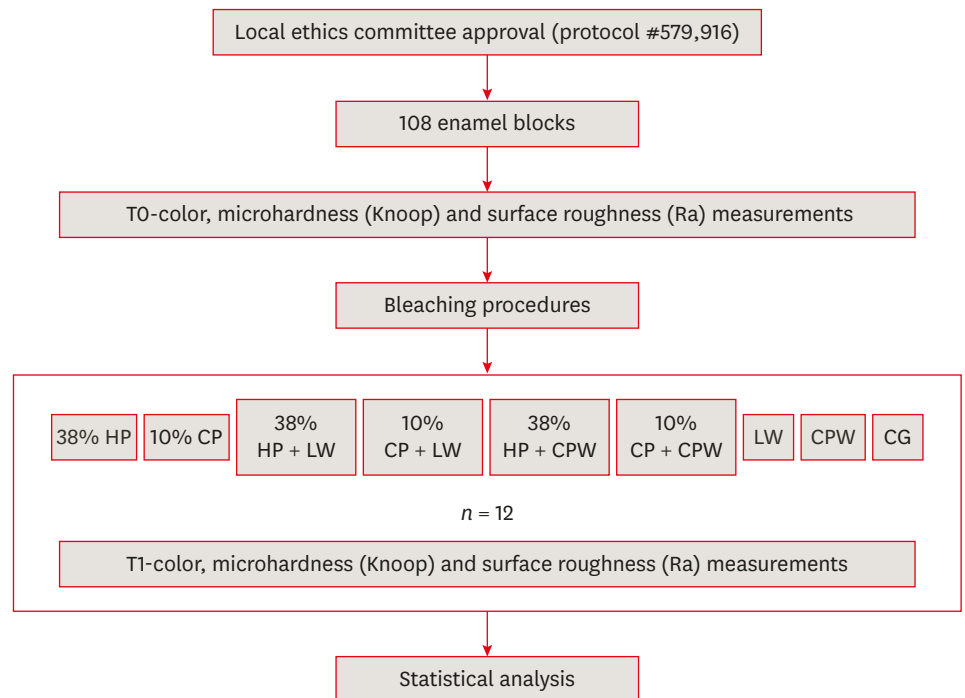 Local ethics committee approval (protocol #579,916)
108 enamel blocks
T0-color, microhardness (Knoop) and surface roughness (Ra) measurements
Bleaching procedures
38% HP
10% CP
38%
HP + LW
10%
CP + LW
38%
HP + CPW
10%
CP + CPW
LW
CPW
CG
n = 12
T1-color, microhardness (Knoop) and surface roughness (Ra) measurements
Statistical analysis